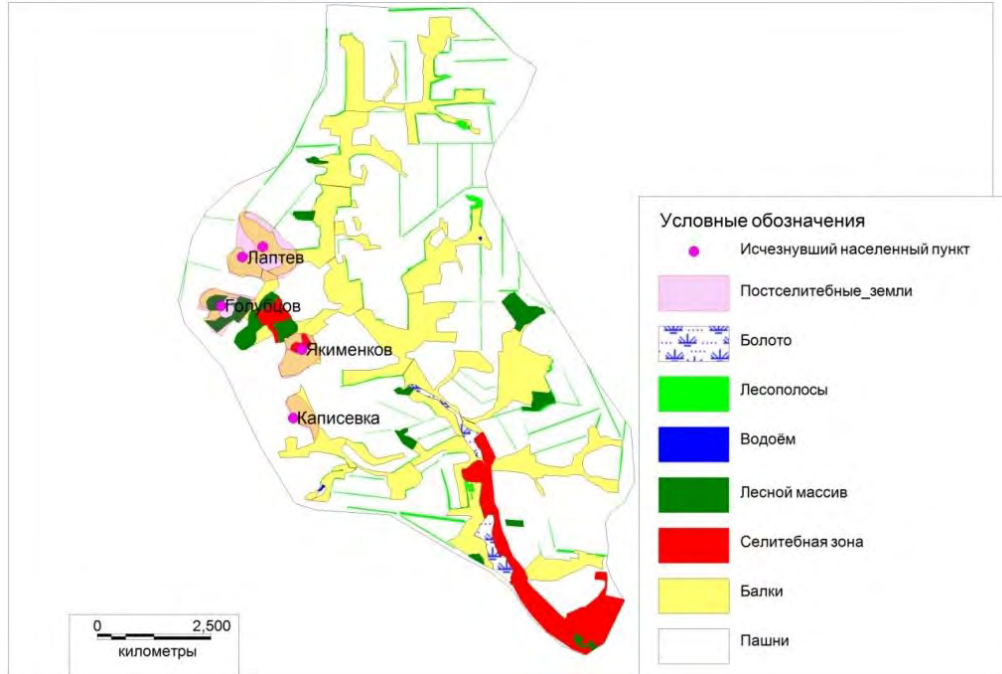 Лаптев
Голубцов
Якименков
Каписевка
0 2,500
километры
Условные обозначения
Исчезнувший населенный пункт
Постселитебные_земли
Болото
Лесополосы
Водоём
Лесной массив
Селитебная зона
Балки
Пашни